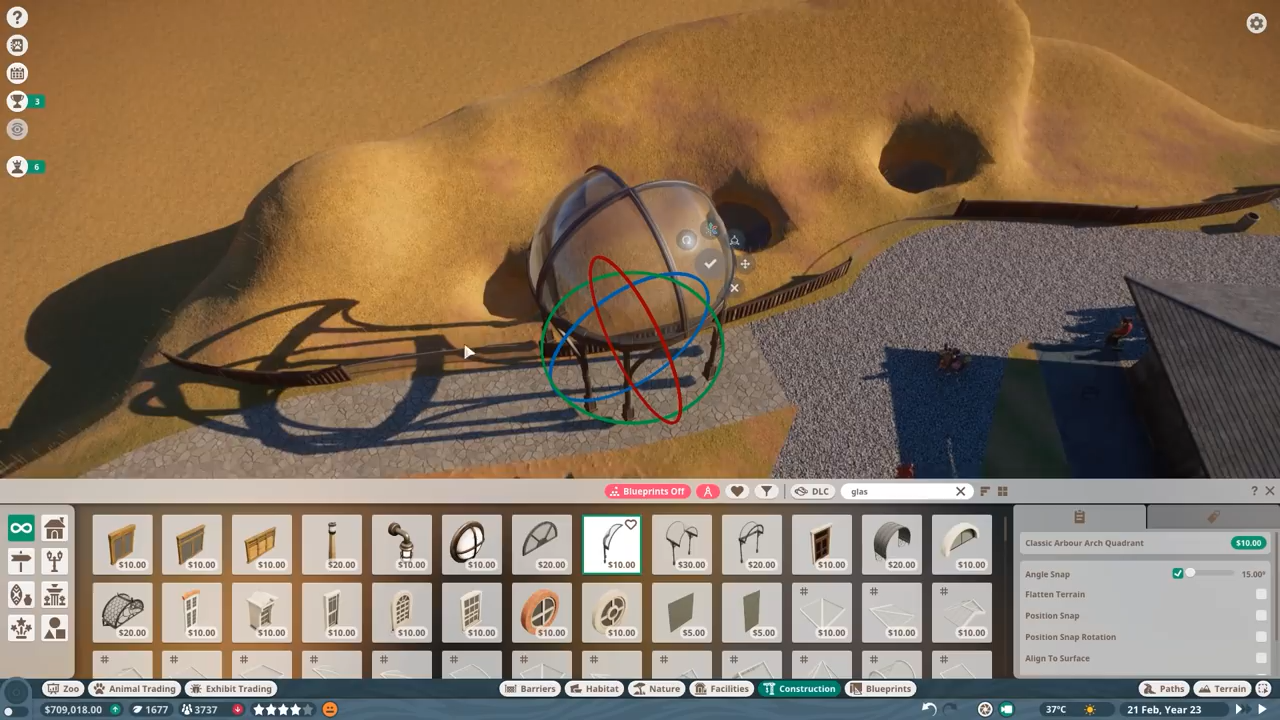 ?
3
6
Blueprints Off
DLC
glas
?
$10.00 $10.00 $10.00 $20.00 $10.00 $10.00 $20.00 $10.00 $30.00 $20.00 $10.00 $20.00 $10.00
$20.00 $10.00 $10.00 $10.00 $10.00 $10.00 $10.00 $10.00 $5.00 $5.00 $10.00 $10.00 $10.00
Classic Arbour Arch Quadrant $10.00
Angle Snap 15.00°
Flatten Terrain
Position Snap
Position Snap Rotation
Align To Surface
Zoo Animal Trading Exhibit Trading Barriers Habitat Nature Facilities Construction Blueprints Paths Terrain
$709,018.00 1677 3737 37°C 21 Feb, Year 23